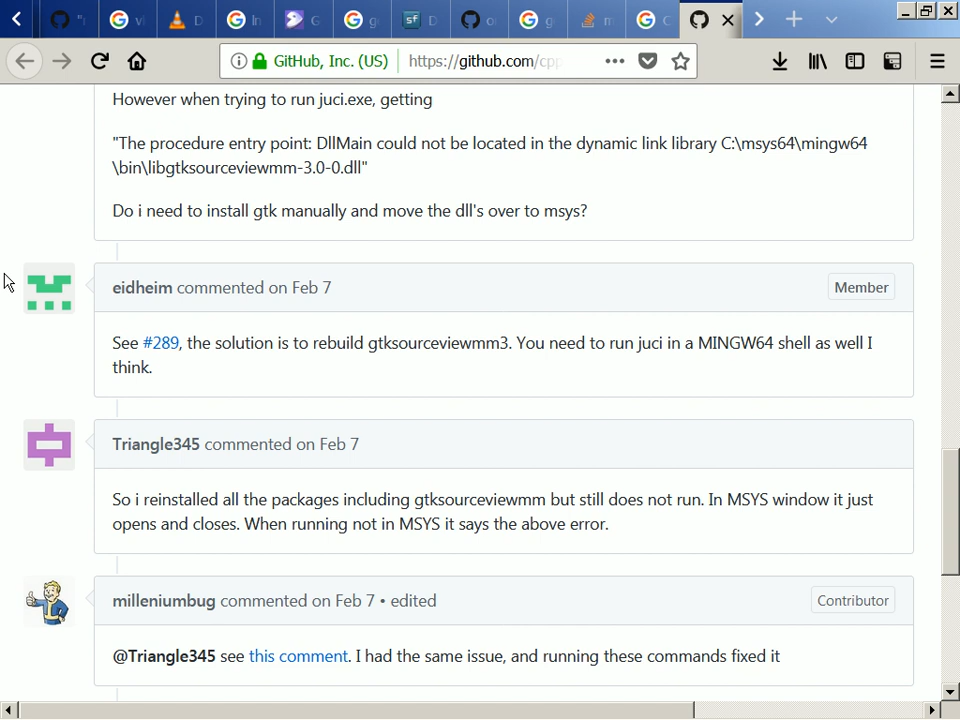 GitHub, Inc. (US)
https://github.com/cpp
However when trying to run juci.exe, getting
"The procedure entry point: DllMain could not be located in the dynamic link library C:\msys64\mingw64
\bin\libgtksourceviewmm-3.0-0.dll"
Do i need to install gtk manually and move the dll's over to msys?
eidheim commented on Feb 7
Member
See #289, the solution is to rebuild gtksourceviewmm3. You need to run juci in a MINGW64 shell as well I
think.
Triangle345 commented on Feb 7
So i reinstalled all the packages including gtksourceviewmm but still does not run. In MSYS window it just
opens and closes. When running not in MSYS it says the above error.
milleniumbug commented on Feb 7 • edited
Contributor
@Triangle345 see this comment. I had the same issue, and running these commands fixed it